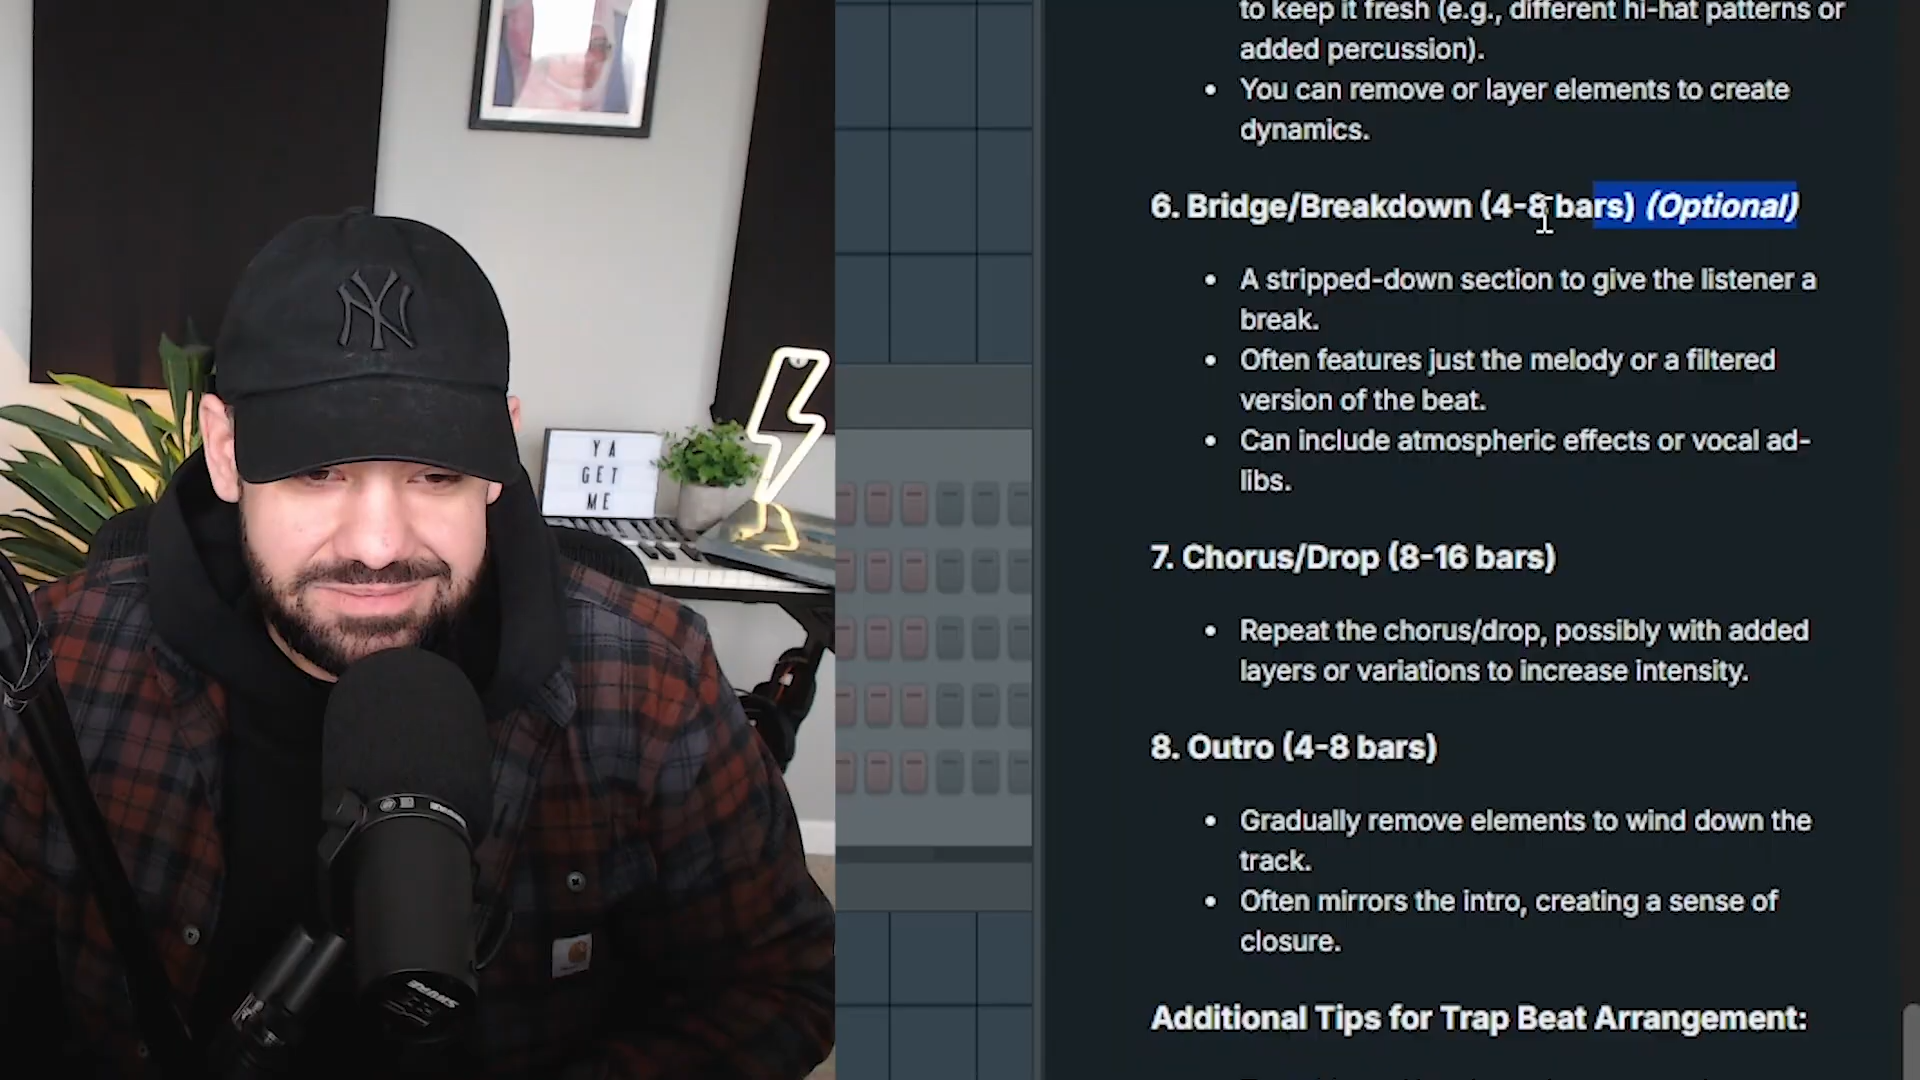 to keep it fresh (e.g., different hi-hat patterns or
added percussion).
• You can remove or layer elements to create
dynamics.
6. Bridge/Breakdown (4-8 bars) (Optional)
• A stripped-down section to give the listener a
break.
• Often features just the melody or a filtered
version of the beat.
• Can include atmospheric effects or vocal ad-
libs.
7. Chorus/Drop (8-16 bars)
• Repeat the chorus/drop, possibly with added
layers or variations to increase intensity.
8. Outro (4-8 bars)
• Gradually remove elements to wind down the
track.
• Often mirrors the intro, creating a sense of
closure.
Additional Tips for Trap Beat Arrangement:
NY
YA
GET
ME
SHURE